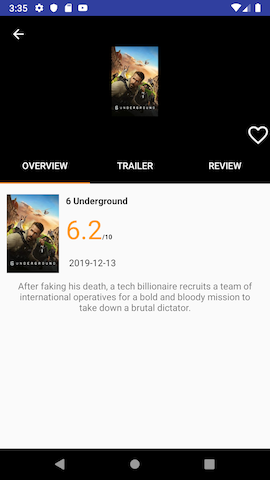 3:35
6 UNDERGROUND
OVERVIEW
TRAILER
REVIEW
6 Underground
6.2/10
6 UNDERGROUND
2019-12-13
After faking his death, a tech billionaire recruits a team of
international operatives for a bold and bloody mission to
take down a brutal dictator.